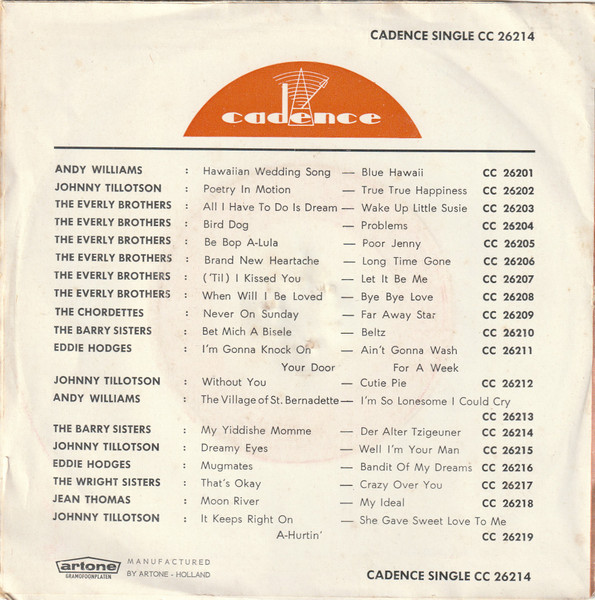 CADENCE SINGLE CC 26214
cadence
ANDY WILLIAMS : Hawaiian Wedding Song — Blue Hawaii CC 26201
JOHNNY TILLOTSON : Poetry In Motion — True True Happiness CC 26202
THE EVERLY BROTHERS : All I Have To Do Is Dream — Wake Up Little Susie CC 26203
THE EVERLY BROTHERS : Bird Dog — Problems CC 26204
THE EVERLY BROTHERS : Be Bop A-Lula — Poor Jenny CC 26205
THE EVERLY BROTHERS : Brand New Heartache — Long Time Gone CC 26206
THE EVERLY BROTHERS : ('Til) I Kissed You — Let It Be Me CC 26207
THE EVERLY BROTHERS : When Will I Be Loved — Bye Bye Love CC 26208
THE CHORDETTES : Never On Sunday — Far Away Star CC 26209
THE BARRY SISTERS : Bet Mich A Bisele — Beltz CC 26210
EDDIE HODGES : I'm Gonna Knock On — Ain't Gonna Wash CC 26211
Your Door For A Week
JOHNNY TILLOTSON : Without You — Cutie Pie CC 26212
ANDY WILLIAMS : The Village of St. Bernadette — I'm So Lonesome I Could Cry
CC 26213
THE BARRY SISTERS : My Yiddishe Momme — Der Alter Tzigeuner CC 26214
JOHNNY TILLOTSON : Dreamy Eyes — Well I'm Your Man CC 26215
EDDIE HODGES : Mugmates — Bandit Of My Dreams CC 26216
THE WRIGHT SISTERS : That's Okay — Crazy Over You CC 26217
JEAN THOMAS : Moon River — My Ideal CC 26218
JOHNNY TILLOTSON : It Keeps Right On — She Gave Sweet Love To Me
A-Hurtin' CC 26219
artone MANUFACTURED
GRAMOFOONPLATEN BY ARTONE - HOLLAND
CADENCE SINGLE CC 26214